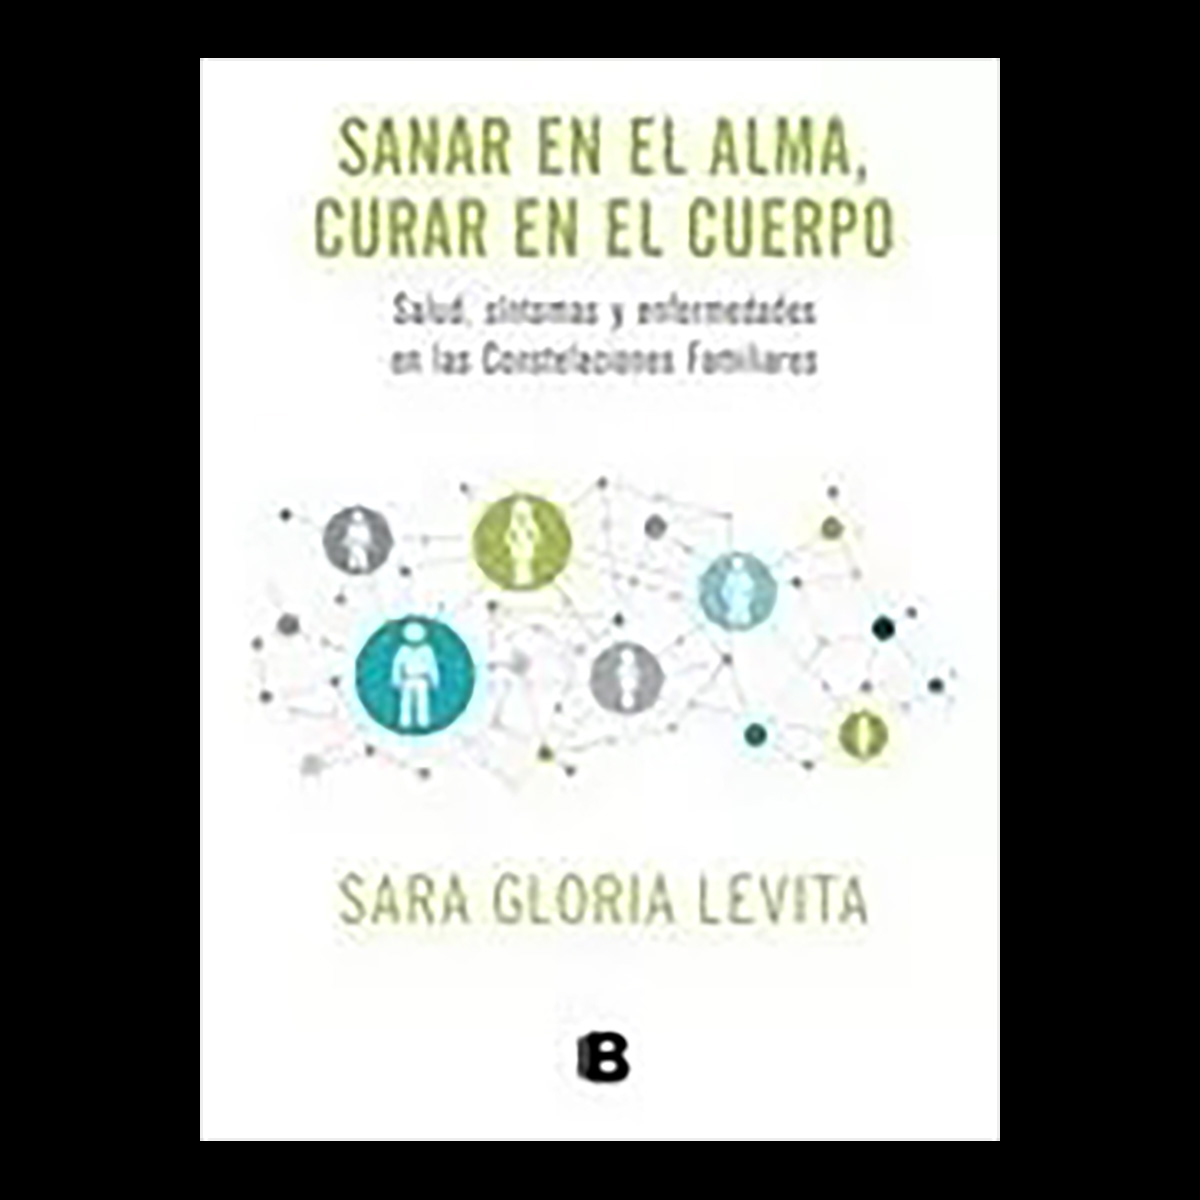 SANAR EN EL ALMA,
CURAR EN EL CUERPO
Salud, síntomas y enfermedades
en las Constelaciones Familiares
SARA GLORIA LEVITA
B